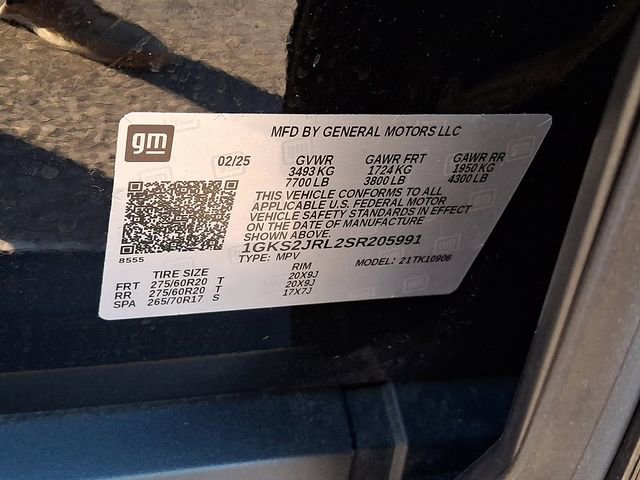 gm
MFD BY GENERAL MOTORS LLC
02/25 GVWR GAWR FRT GAWR RR
3493 KG 1724 KG 1950 KG
7700 LB 3800 LB 4300 LB
THIS VEHICLE CONFORMS TO ALL
APPLICABLE U.S. FEDERAL MOTOR
VEHICLE SAFETY STANDARDS IN EFFECT
ON THE DATE OF MANUFACTURE
SHOWN ABOVE.
1GKS2JRL2SR205991
8555
TYPE: MPV MODEL: 21TK10906
TIRE SIZE RIM
FRT 275/60R20 T 20X9J
RR 275/60R20 T 20X9J
SPA 265/70R17 S 17X7J